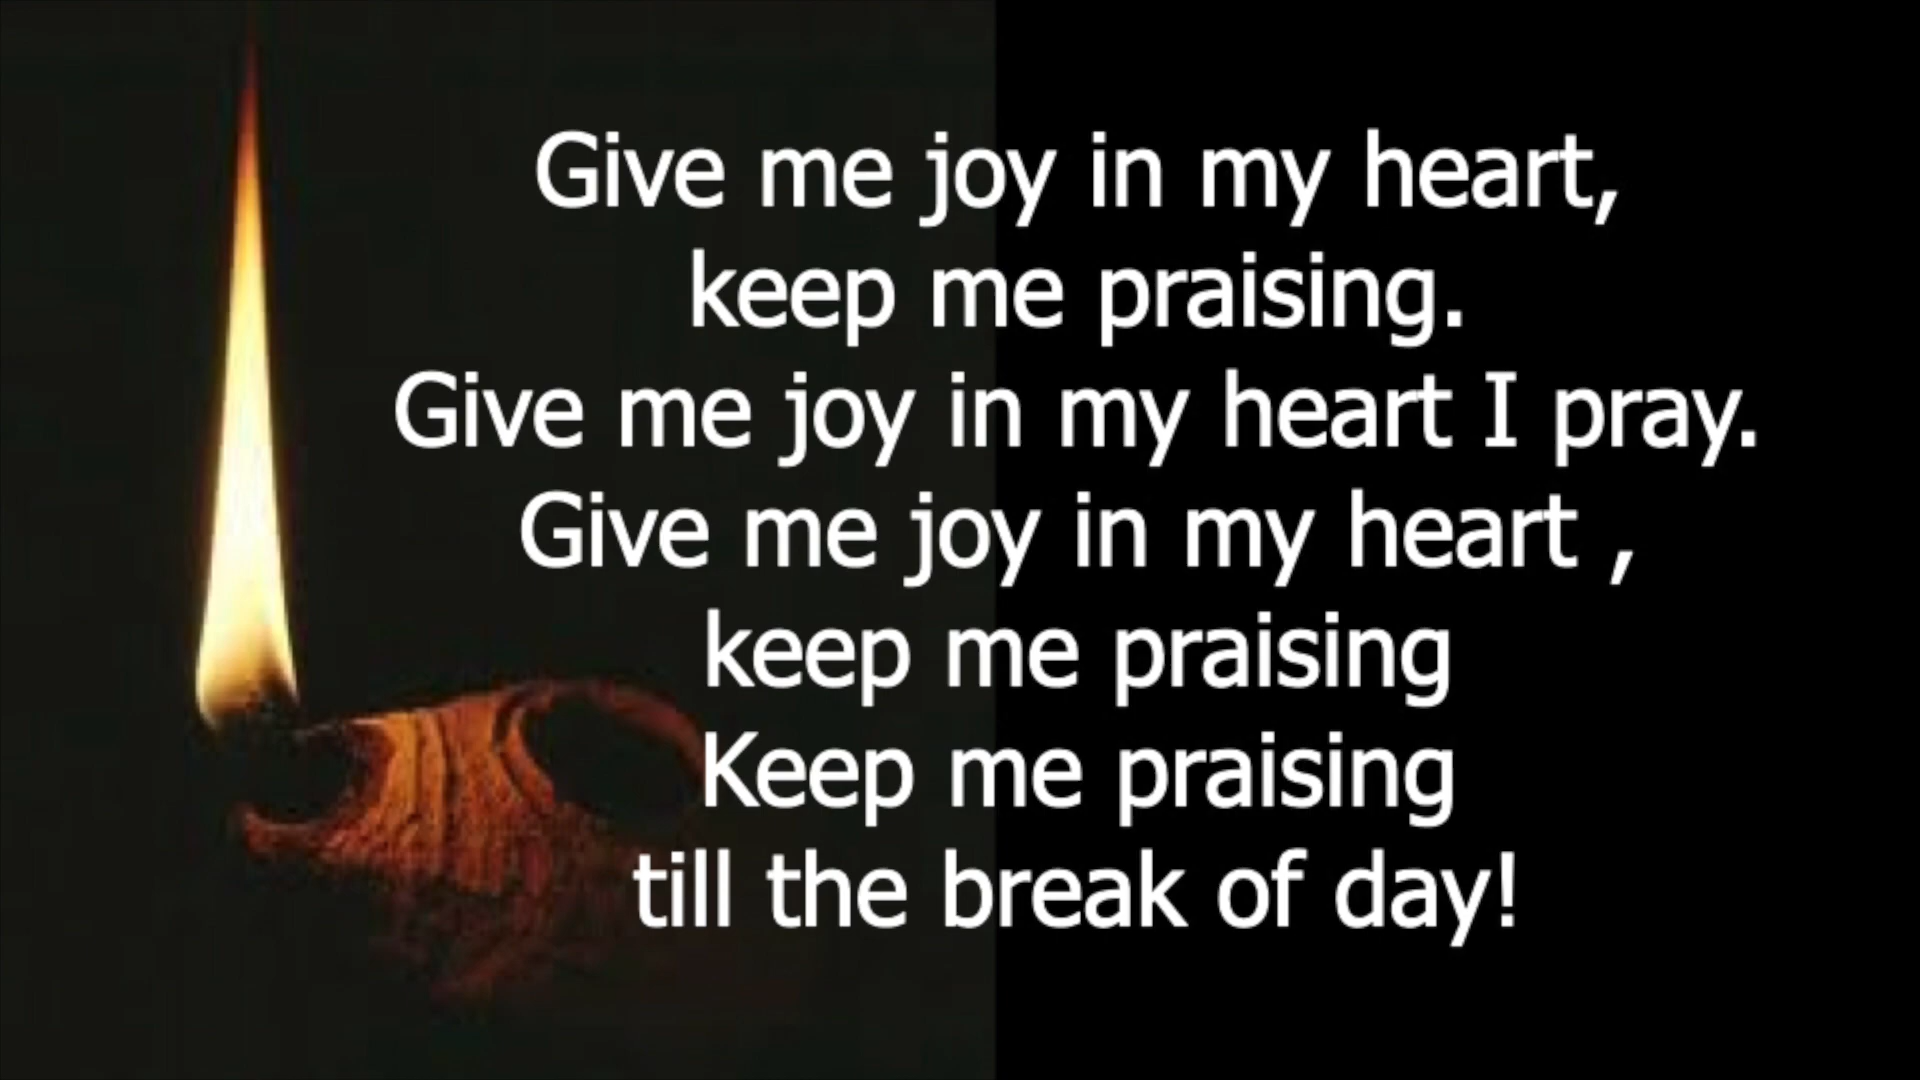 Give me joy in my heart,
keep me praising.
Give me joy in my heart I pray.
Give me joy in my heart ,
keep me praising
Keep me praising
till the break of day!